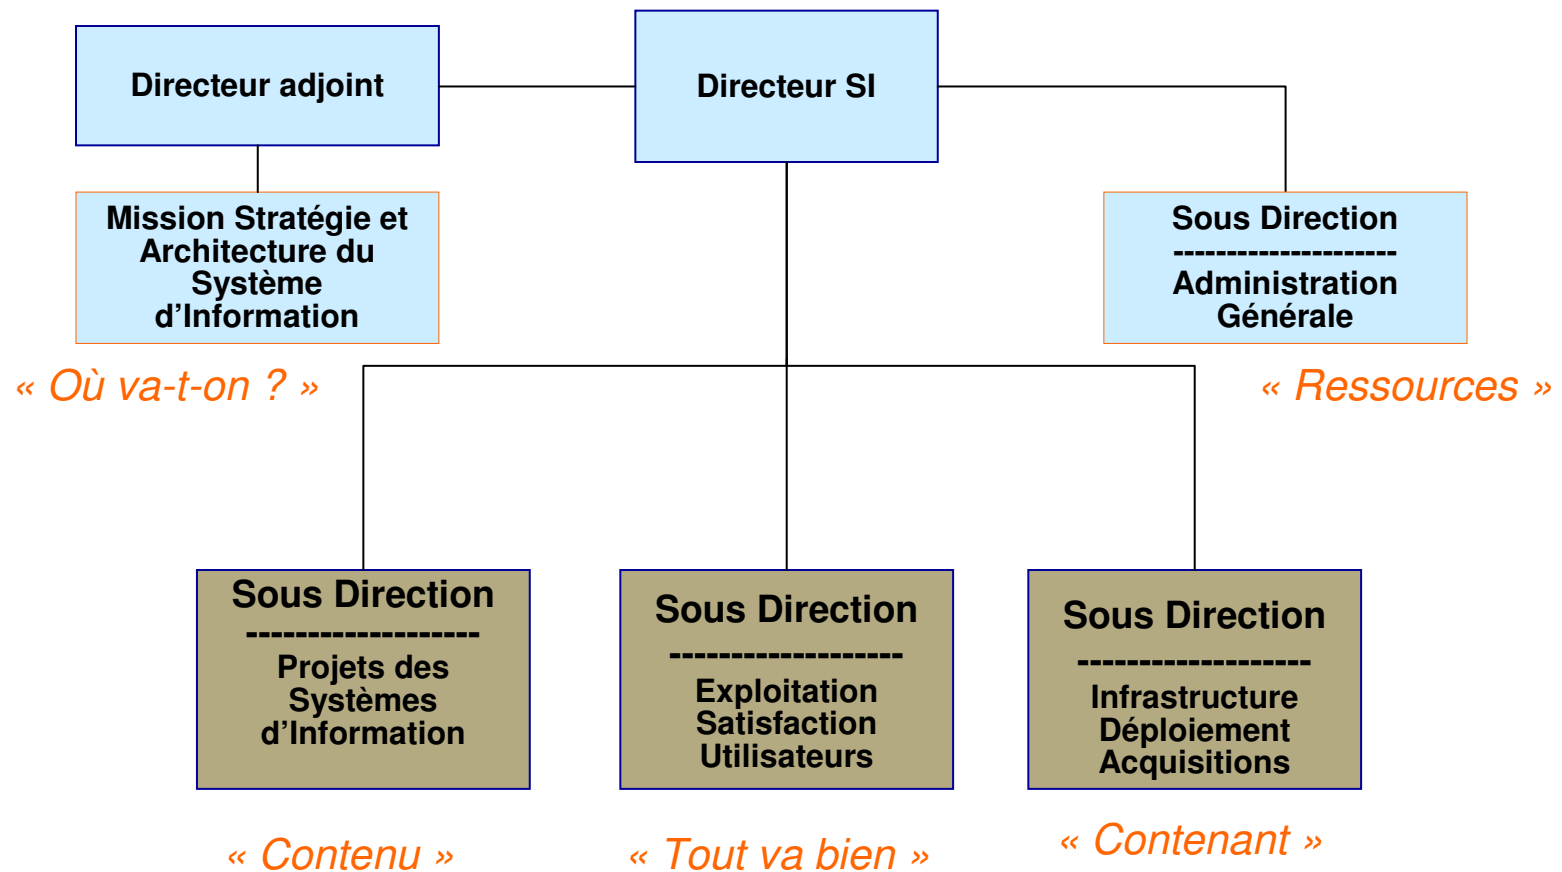 Directeur adjoint
Directeur SI
Mission Stratégie et
Architecture du
Système
d’Information
Sous Direction
---------------------
Administration
Générale
« Où va-t-on ? »
« Ressources »
Sous Direction
-------------------
Projets des
Systèmes
d’Information
Sous Direction
-------------------
Exploitation
Satisfaction
Utilisateurs
Sous Direction
-------------------
Infrastructure
Déploiement
Acquisitions
« Contenu »
« Tout va bien »
« Contenant »